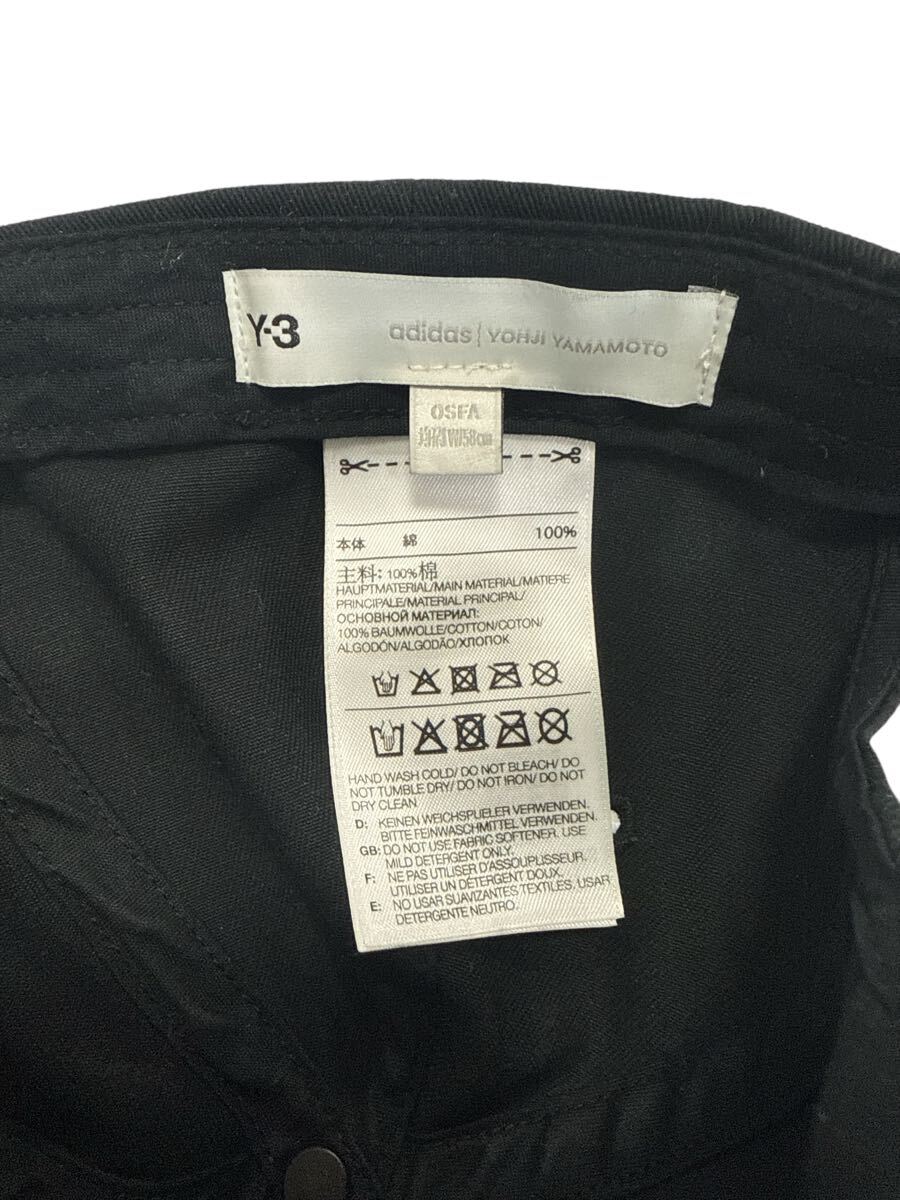 Y-3
adidas | YOHJI YAMAMOTO
OSFA
本体 綿 100%
主料: 100%棉
HAUPTMATERIAL/MAIN MATERIAL/MATIERE
PRINCIPALE/MATERIAL PRINCIPAL/
ОСНОВНОЙ МАТЕРИАЛ:
100% BAUMWOLLE/COTTON/COTON/
ALGODÓN/ALGODÃO/ХЛОПОК
HAND WASH COLD/ DO NOT BLEACH/ DO
NOT TUMBLE DRY/ DO NOT IRON/ DO NOT
DRY CLEAN
D: KEINEN WEICHSPUELER VERWENDEN.
BITTE FEINWASCHMITTEL VERWENDEN.
GB: DO NOT USE FABRIC SOFTENER. USE
MILD DETERGENT ONLY.
F: NE PAS UTILISER D'ASSOUPLISSEUR.
UTILISER UN DETERGENT DOUX.
E: NO USAR SUAVIZANTES TEXTILES. USAR
DETERGENTE NEUTRO.